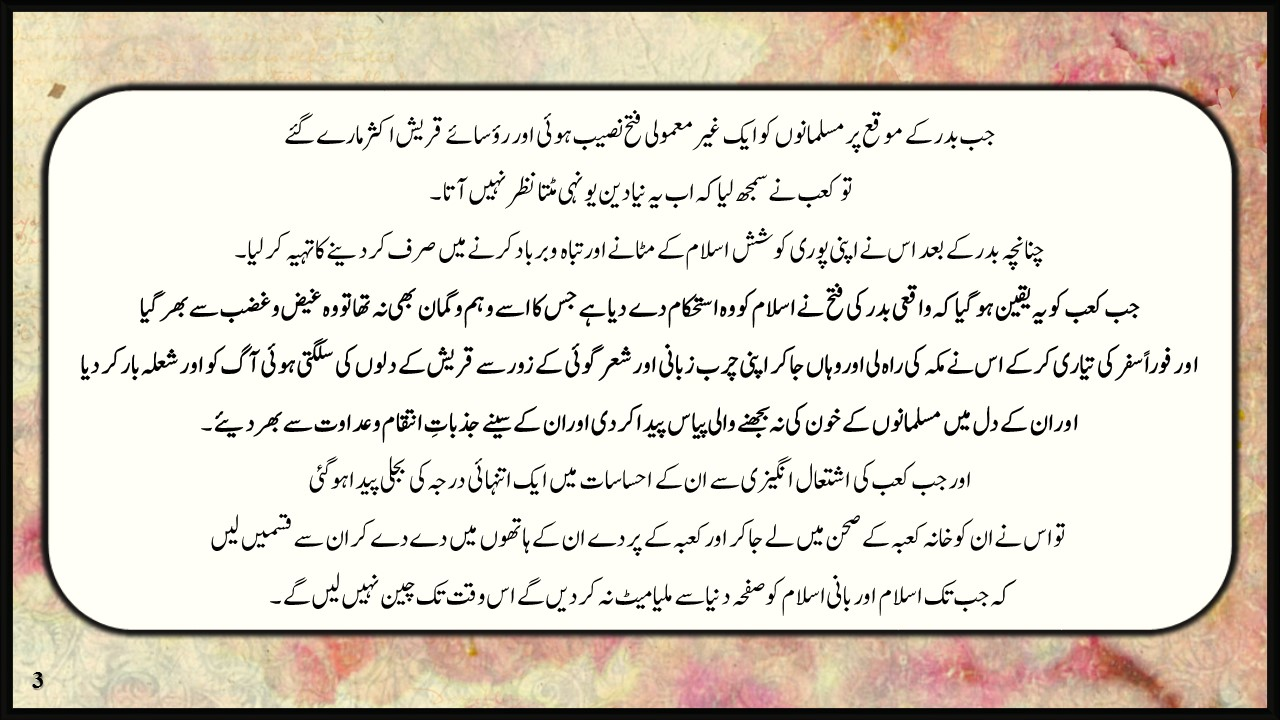 جب بدر کے موقع پر مسلمانوں کو ایک غیر معمولی فتح نصیب ہوئی اور رؤسائے قریش اکثر مارے گئے
تو کعب نے سمجھ لیا کہ اب یہ نیا دین یونہی مٹتا نظر نہیں آتا۔
چنانچہ بدر کے بعد اس نے اپنی پوری کوشش اسلام کے مٹانے اور تباہ وبرباد کرنے میں صرف کر دینے کا تہیہ کر لیا۔
جب کعب کو یہ یقین ہو گیا کہ واقعی بدر کی فتح نے اسلام کو وہ استحکام دے دیا ہے جس کا اسے وہم وگمان بھی نہ تھا تو وہ غیض وغضب سے بھر گیا
اور فوراً سفر کی تیاری کر کے اس نے مکہ کی راہ لی اور وہاں جا کر اپنی چرب زبانی اور شعر گوئی کے زور سے قریش کے دلوں کی سلگتی ہوئی آگ کو اور شعلہ بار کر دیا
اور ان کے دل میں مسلمانوں کے خون کی نہ بجھنے والی پیاس پیدا کر دی اور ان کے سینے جذباتِ انتقام وعداوت سے بھر دیئے۔
اور جب کعب کی اشتعال انگیزی سے ان کے احساسات میں ایک انتہائی درجہ کی بجلی پیدا ہو گئی
تو اس نے ان کو خانہ کعبہ کے صحن میں لے جا کر اور کعبہ کے پردے ان کے ہاتھوں میں دے دے کر ان سے قسمیں لیں
کہ جب تک اسلام اور بانی اسلام کو صفحہ دنیا سے ملیامیٹ نہ کر دیں گے اس وقت تک چین نہیں لیں گے۔
3